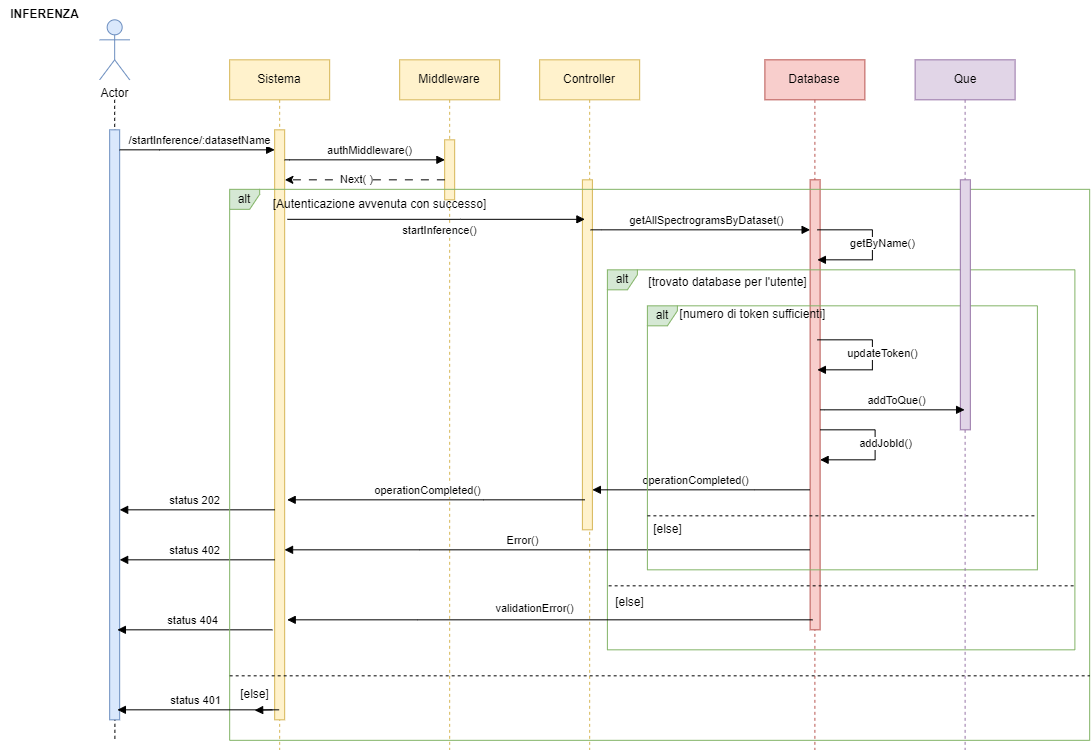 INFERENZA
Actor
Sistema
Middleware
Controller
Database
Que
/startInference/:datasetName
authMiddleware()
Next( )
alt
[Autenticazione avvenuta con successo]
startInference()
getAllSpectrogramsByDataset()
getByName()
alt
[trovato database per l'utente]
alt
[numero di token sufficienti]
updateToken()
addToQue()
addJobId()
operationCompleted()
operationCompleted()
status 202
[else]
Error()
status 402
[else]
validationError()
status 404
[else]
status 401